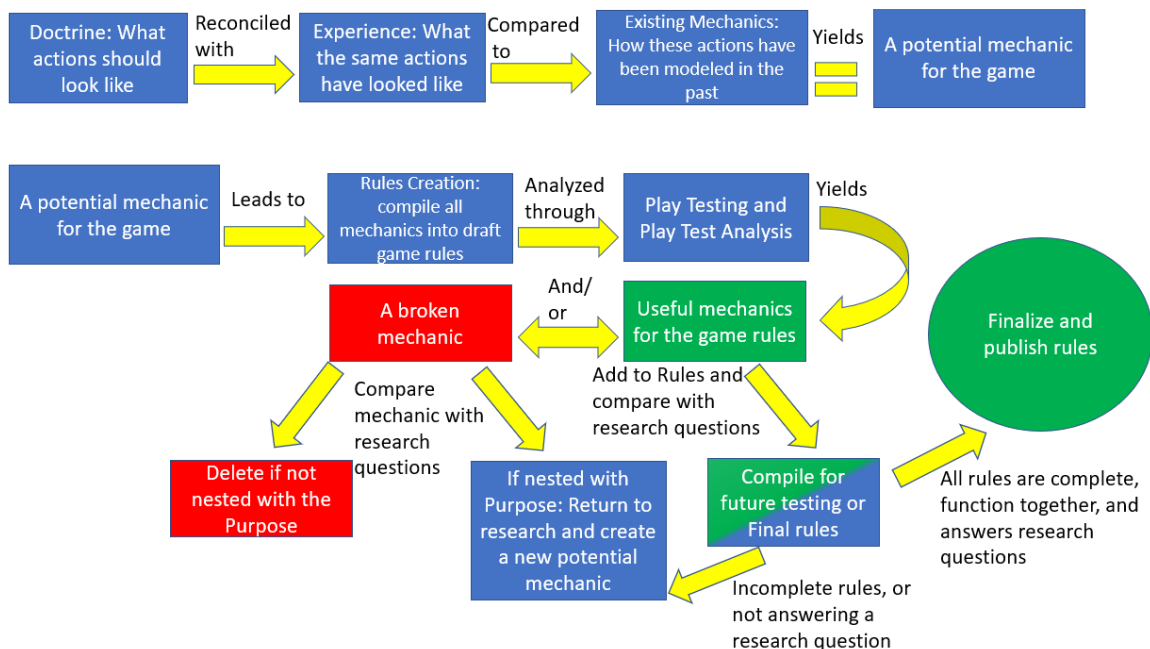 Doctrine: What
actions should
look like
Reconciled
with
Experience: What
the same actions
have looked like
Compared
to
Existing Mechanics:
How these actions have
been modeled in the
past
Yields
A potential mechanic
for the game
A potential mechanic
for the game
Leads to
Rules Creation:
compile all
mechanics into draft
game rules
Analyzed
through
Play Testing and
Play Test Analysis
Yields
A broken
mechanic
And/
or
Useful mechanics
for the game rules
Finalize and
publish rules
Compare
mechanic with
research
questions
Add to Rules and
compare with
research questions
Delete if not
nested with the
Purpose
If nested with
Purpose: Return to
research and create
a new potential
mechanic
Compile for
future testing or
Final rules
All rules are complete,
function together, and
answers research
questions
Incomplete rules, or
not answering a
research question